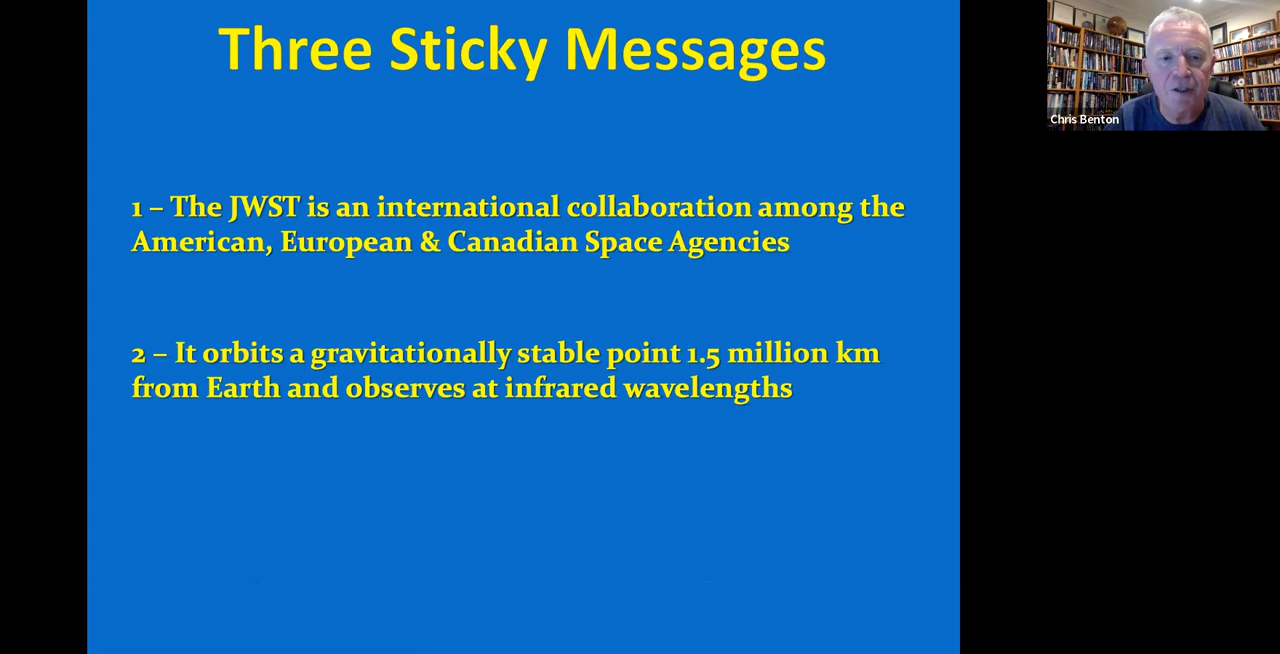 Three Sticky Messages
Chris Benton
1 – The JWST is an international collaboration among the
American, European & Canadian Space Agencies
2 – It orbits a gravitationally stable point 1.5 million km
from Earth and observes at infrared wavelengths